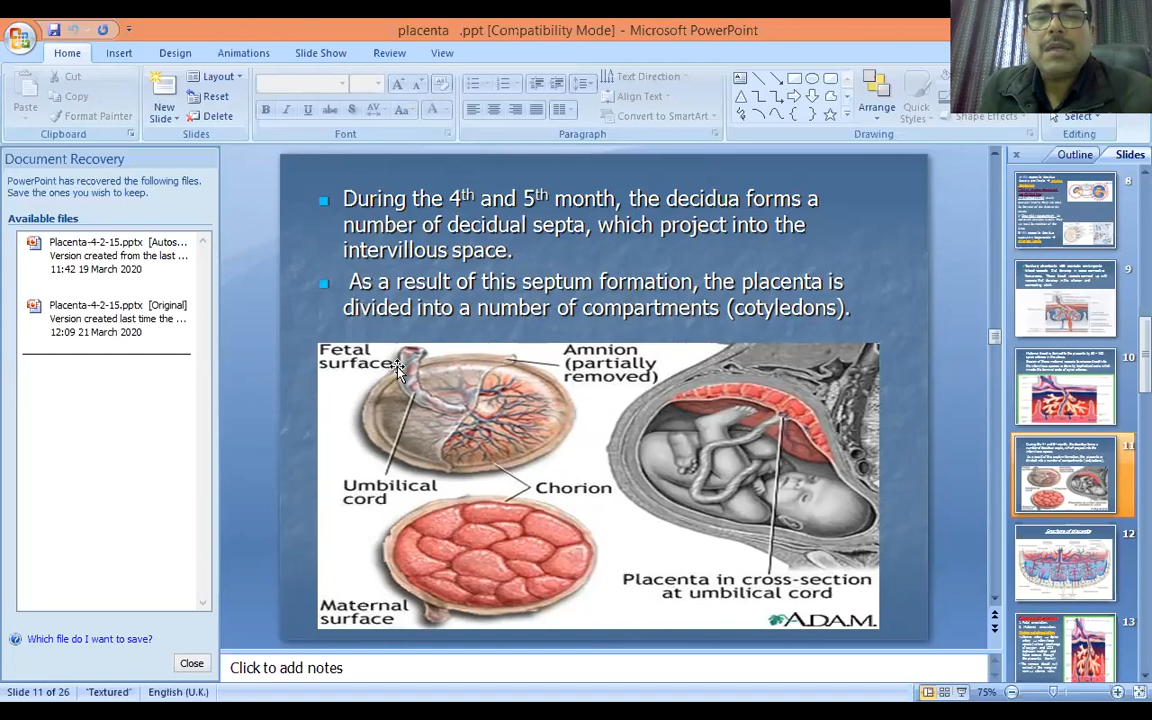 placenta .ppt [Compatibility Mode] - Microsoft PowerPoint
Home Insert Design Animations Slide Show Review View
Cut
Copy
Format Painter
Paste
Clipboard
New
Slide
Layout
Reset
Delete
Slides
B I U abc S AV Aa A
Font
Text Direction
Align Text
Convert to SmartArt
Paragraph
Arrange
Quick
Styles
Shape Effects
Drawing
Select
Editing
Document Recovery
PowerPoint has recovered the following files.
Save the ones you wish to keep.
Available files
Placenta-4-2-15.pptx [Autos...
Version created from the last ...
11:42 19 March 2020
Placenta-4-2-15.pptx [Original]
Version created last time the ...
12:09 21 March 2020
Which file do I want to save?
Close
During the 4th and 5th month, the decidua forms a
number of decidual septa, which project into the
intervillous space.
As a result of this septum formation, the placenta is
divided into a number of compartments (cotyledons).
Fetal
surface
Amnion
(partially
removed)
Umbilical
cord
Chorion
Maternal
surface
Placenta in cross-section
at umbilical cord
ADAM.
Outline Slides
8
9
10
11
12
13
Click to add notes
Slide 11 of 26 "Textured" English (U.K.)
75%